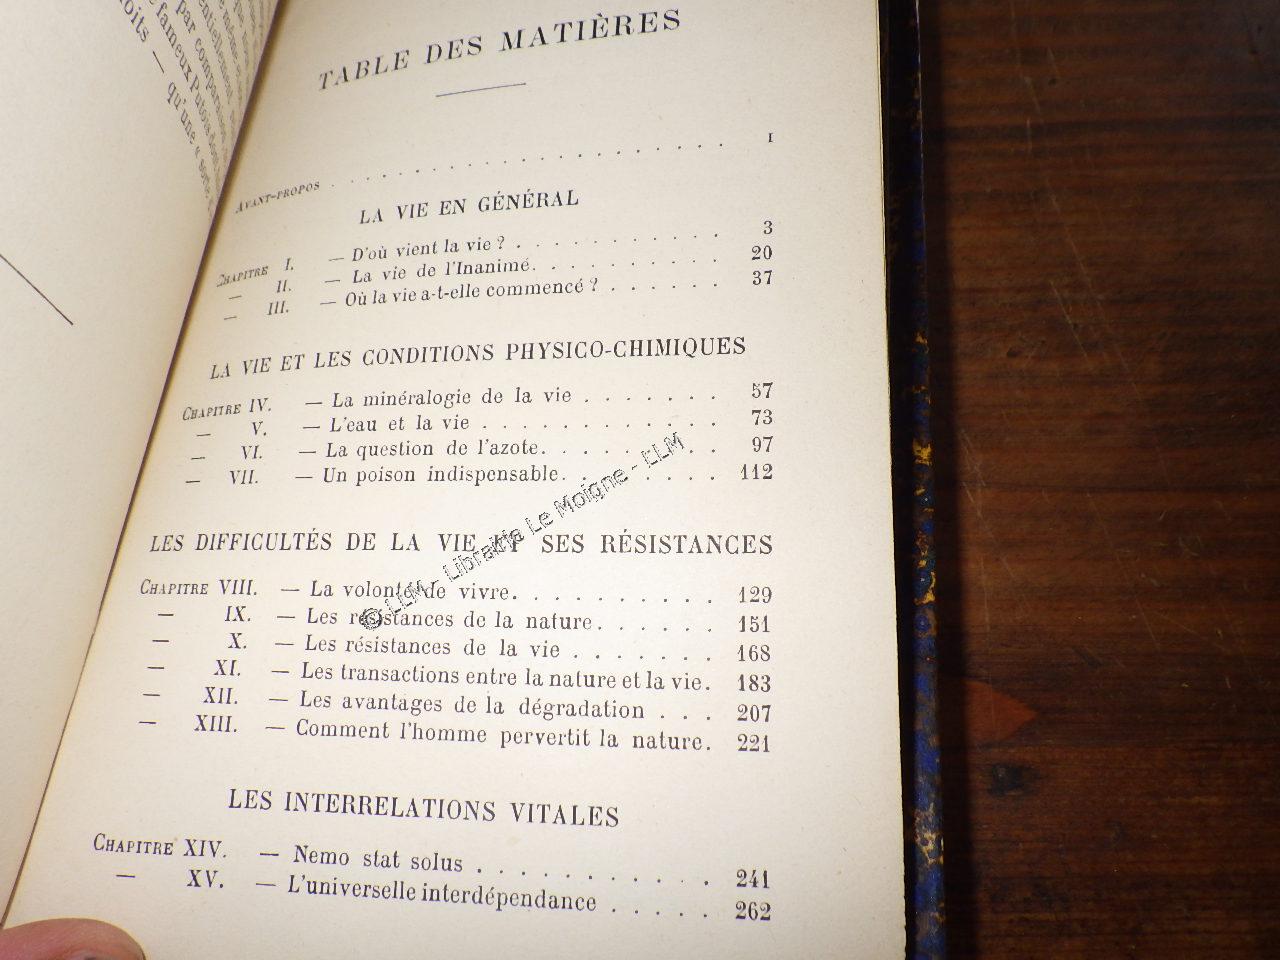 TABLE DES MATIÈRES
AVANT-PROPOS . . . . . . . . . . . . . . . . I
LA VIE EN GÉNÉRAL
CHAPITRE I. — D'où vient la vie ? . . . . . . . . . . . 3
— II. — La vie de l'Inanimé. . . . . . . . . . 20
— III. — Où la vie a-t-elle commencé ? . . . . . . 37
LA VIE ET LES CONDITIONS PHYSICO-CHIMIQUES
CHAPITRE IV. — La minéralogie de la vie . . . . . . . 57
— V. — L'eau et la vie . . . . . . . . . . . . 73
— VI. — La question de l'azote. . . . . . . . 97
— VII. — Un poison indispensable. . . . . . . . 112
LES DIFFICULTÉS DE LA VIE ET SES RÉSISTANCES
CHAPITRE VIII. — La volonté de vivre. . . . . . . . . . . 129
— IX. — Les résistances de la nature. . . . . . 151
— X. — Les résistances de la vie . . . . . . . 168
— XI. — Les transactions entre la nature et la vie. 183
— XII. — Les avantages de la dégradation . . . 207
— XIII. — Comment l'homme pervertit la nature. 221
LES INTERRELATIONS VITALES
CHAPITRE XIV. — Nemo stat solus . . . . . . . . . . 241
— XV. — L'universelle interdépendance . . . . . 262
© LLM - Librairie Le Moigne - LLM